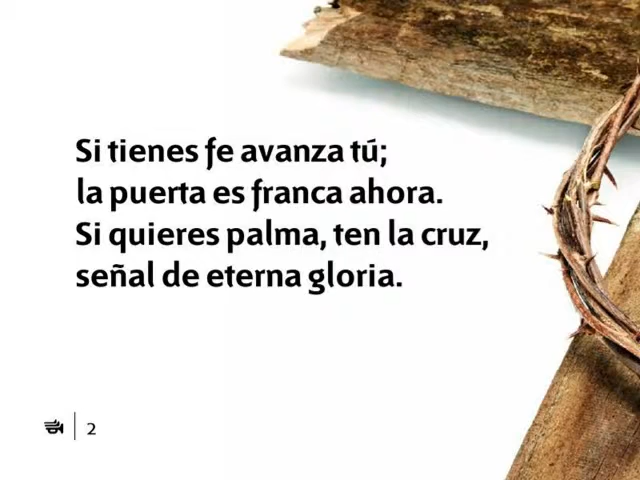 Si tienes fe avanza tú;
la puerta es franca ahora.
Si quieres palma, ten la cruz,
señal de eterna gloria.
2